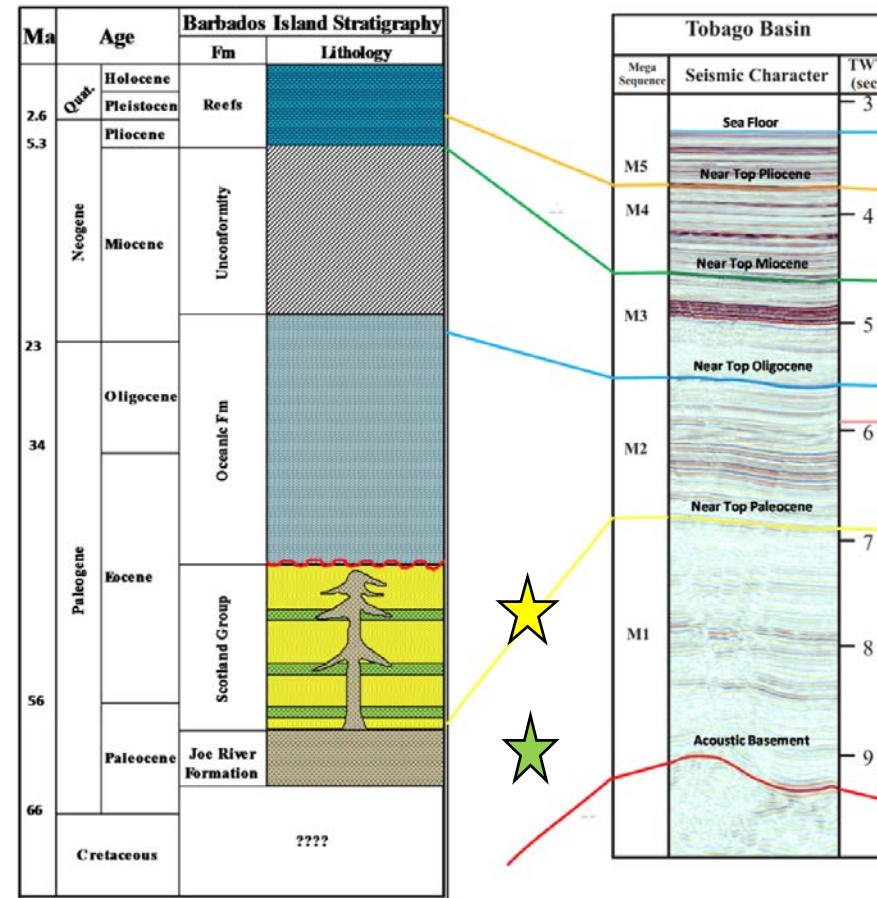 Ma
Age
Barbados Island Stratigraphy
Fm
Lithology
Quat.
Holocene
Pleistocen
Pliocene
2.6
5.3
Reefs
Neogene
Miocene
Unconformity
23
Oligocene
34
Oceanic Fm
Paleogene
Eocene
Scotland Group
56
Paleocene
Joe River
Formation
66
Cretaceous
????
Tobago Basin
Mega
Sequence
Seismic Character
TWT
(sec
3
Sea Floor
M5
Near Top Pliocene
M4
4
Near Top Miocene
M3
5
Near Top Oligocene
6
M2
Near Top Paleocene
7
M1
8
Acoustic Basement
9